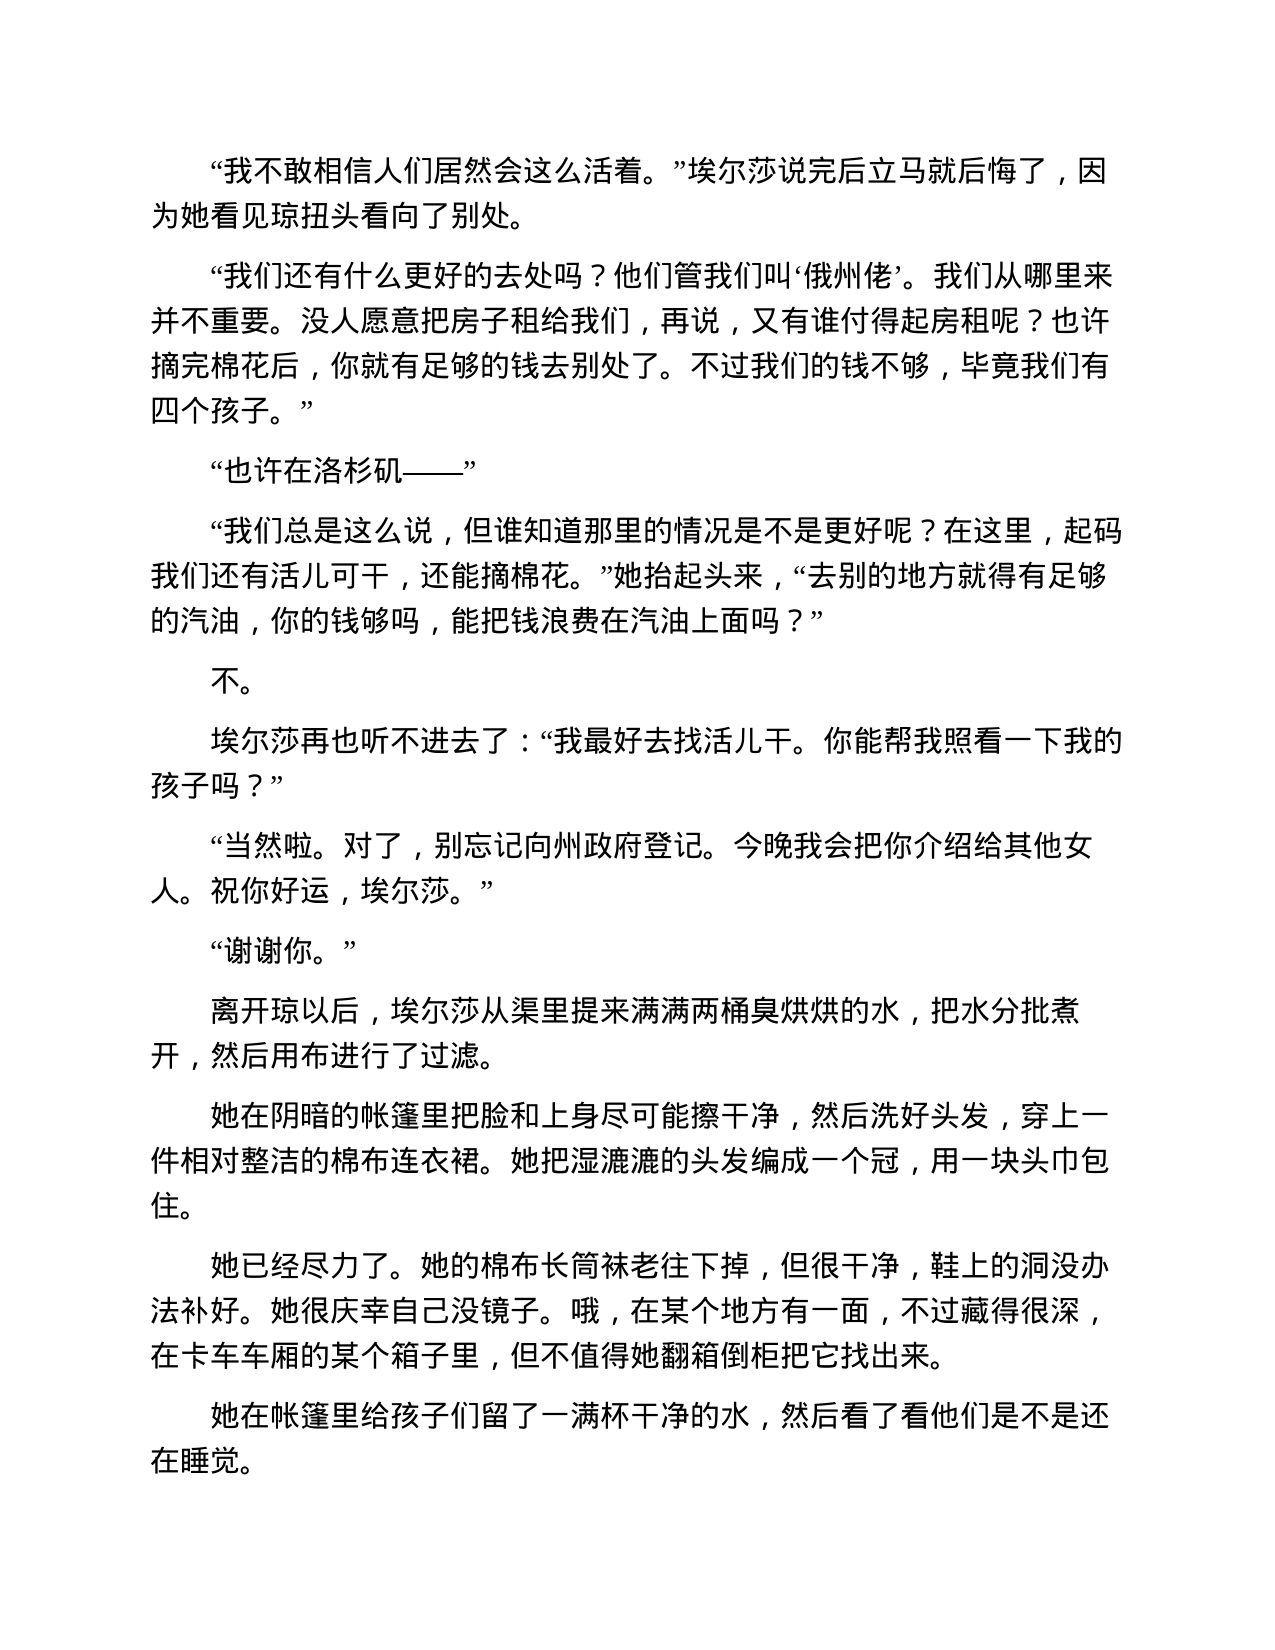 “我不敢相信人们居然会这么活着。”埃尔莎说完后立马就后悔了，因
为她看见琼扭头看向了别处。
“我们还有什么更好的去处吗？他们管我们叫‘俄州佬’。我们从哪里来
并不重要。没人愿意把房子租给我们，再说，又有谁付得起房租呢？也许
摘完棉花后，你就有足够的钱去别处了。不过我们的钱不够，毕竟我们有
四个孩子。”
“也许在洛杉矶——”
“我们总是这么说，但谁知道那里的情况是不是更好呢？在这里，起码
我们还有活儿可干，还能摘棉花。”她抬起头来，“去别的地方就得有足够
的汽油，你的钱够吗，能把钱浪费在汽油上面吗？”
不。
埃尔莎再也听不进去了：“我最好去找活儿干。你能帮我照看一下我的
孩子吗？”
“当然啦。对了，别忘记向州政府登记。今晚我会把你介绍给其他女
人。祝你好运，埃尔莎。”
“谢谢你。”
离开琼以后，埃尔莎从渠里提来满满两桶臭烘烘的水，把水分批煮
开，然后用布进行了过滤。
她在阴暗的帐篷里把脸和上身尽可能擦干净，然后洗好头发，穿上一
件相对整洁的棉布连衣裙。她把湿漉漉的头发编成一个冠，用一块头巾包
住。
她已经尽力了。她的棉布长筒袜老往下掉，但很干净，鞋上的洞没办
法补好。她很庆幸自己没镜子。哦，在某个地方有一面，不过藏得很深，
在卡车车厢的某个箱子里，但不值得她翻箱倒柜把它找出来。
她在帐篷里给孩子们留了一满杯干净的水，然后看了看他们是不是还
在睡觉。